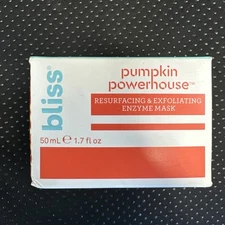 bliss®
pumpkin
powerhouse™
RESURFACING & EXFOLIATING
ENZYME MASK
50 mL ℮ 1.7 fl oz